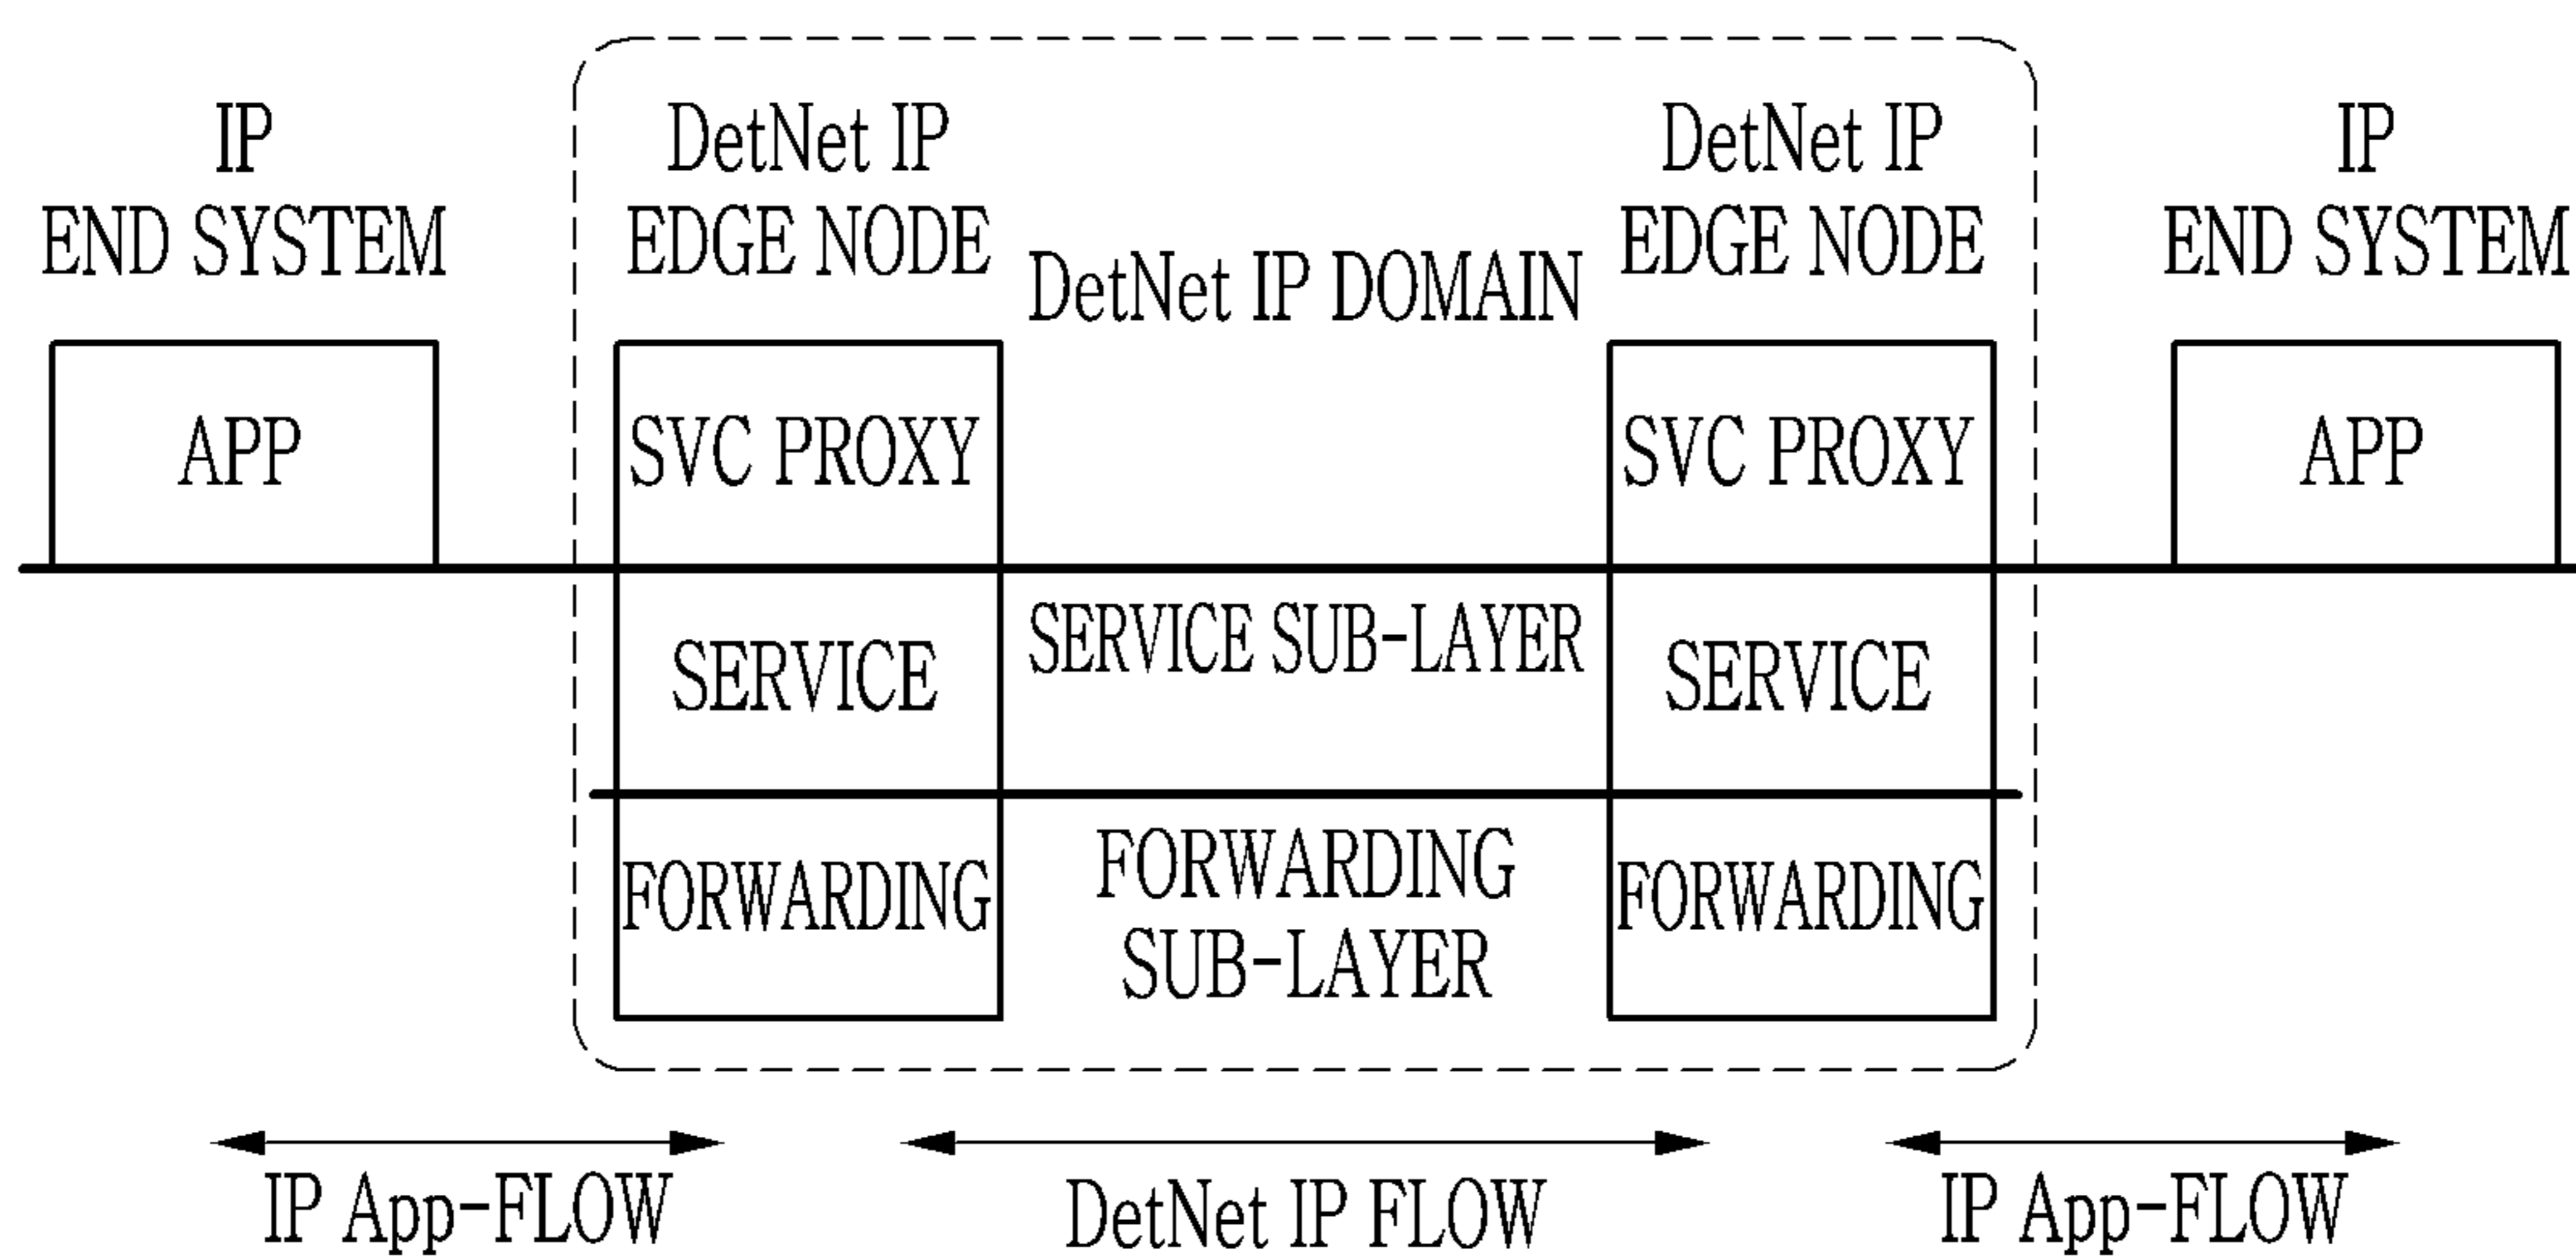 IP
END SYSTEM
DetNet IP
EDGE NODE
DetNet IP DOMAIN
DetNet IP
EDGE NODE
IP
END SYSTEM
APP
SVC PROXY
SVC PROXY
APP
SERVICE
SERVICE SUB-LAYER
SERVICE
FORWARDING
FORWARDING
SUB-LAYER
FORWARDING
IP App-FLOW
DetNet IP FLOW
IP App-FLOW